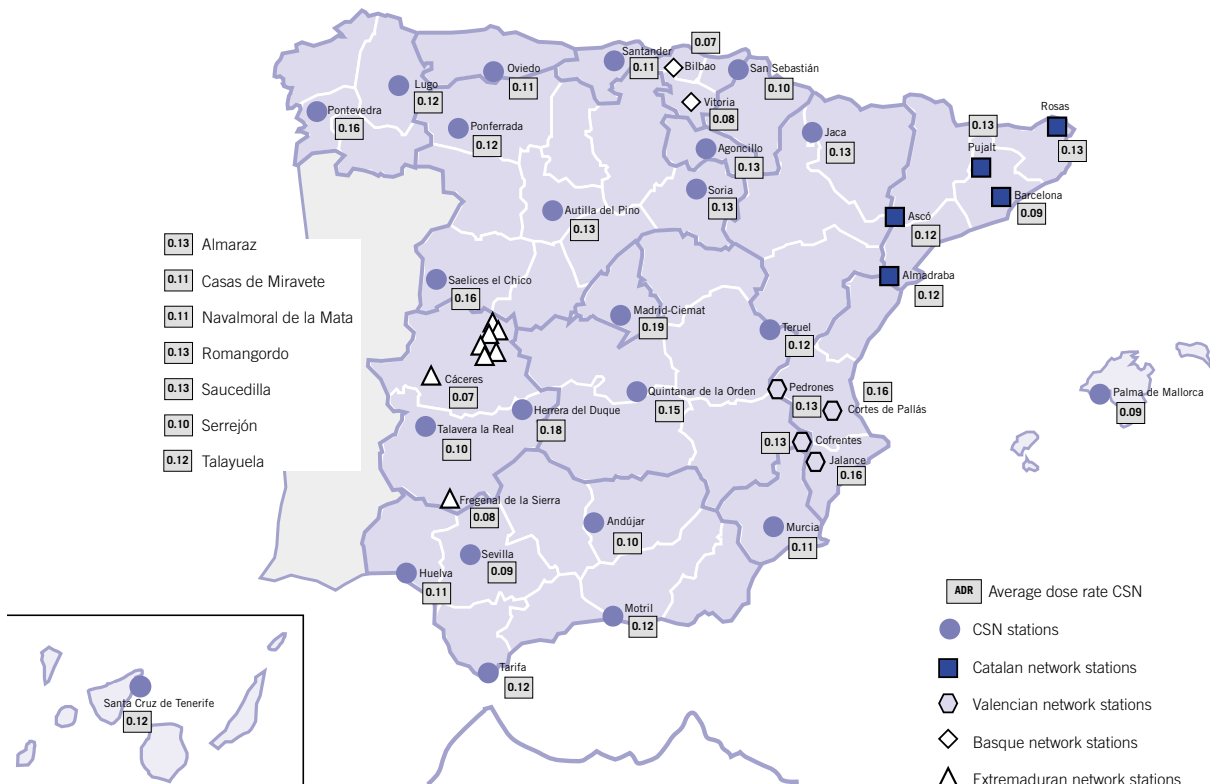 0.07
Santander
0.11
Bilbao
San Sebastián
0.10
Oviedo
0.11
Lugo
0.12
Vitoria
0.08
Pontevedra
0.16
Ponferrada
0.12
Agoncillo
0.13
Jaca
0.13
Rosas
0.13
0.13
Pujalt
Barcelona
0.09
Soria
0.13
Autilla del Pino
0.13
Ascó
0.12
Almadraba
0.12
0.13 Almaraz
0.11 Casas de Miravete
0.11 Navalmoral de la Mata
0.13 Romangordo
0.13 Saucedilla
0.10 Serrejón
0.12 Talayuela
Saelices el Chico
0.16
Madrid-Ciemat
0.19
Teruel
0.12
Cáceres
0.07
Quintanar de la Orden
0.15
Pedrones
0.13
0.16
Cortes de Pallás
Palma de Mallorca
0.09
Herrera del Duque
0.18
Talavera la Real
0.10
0.13
Cofrentes
Jalance
0.16
Fregenal de la Sierra
0.08
Andújar
0.10
Murcia
0.11
Sevilla
0.09
Huelva
0.11
Motril
0.12
Tarifa
0.12
Santa Cruz de Tenerife
0.12
ADR Average dose rate CSN
CSN stations
Catalan network stations
Valencian network stations
Basque network stations
Extremaduran network stations